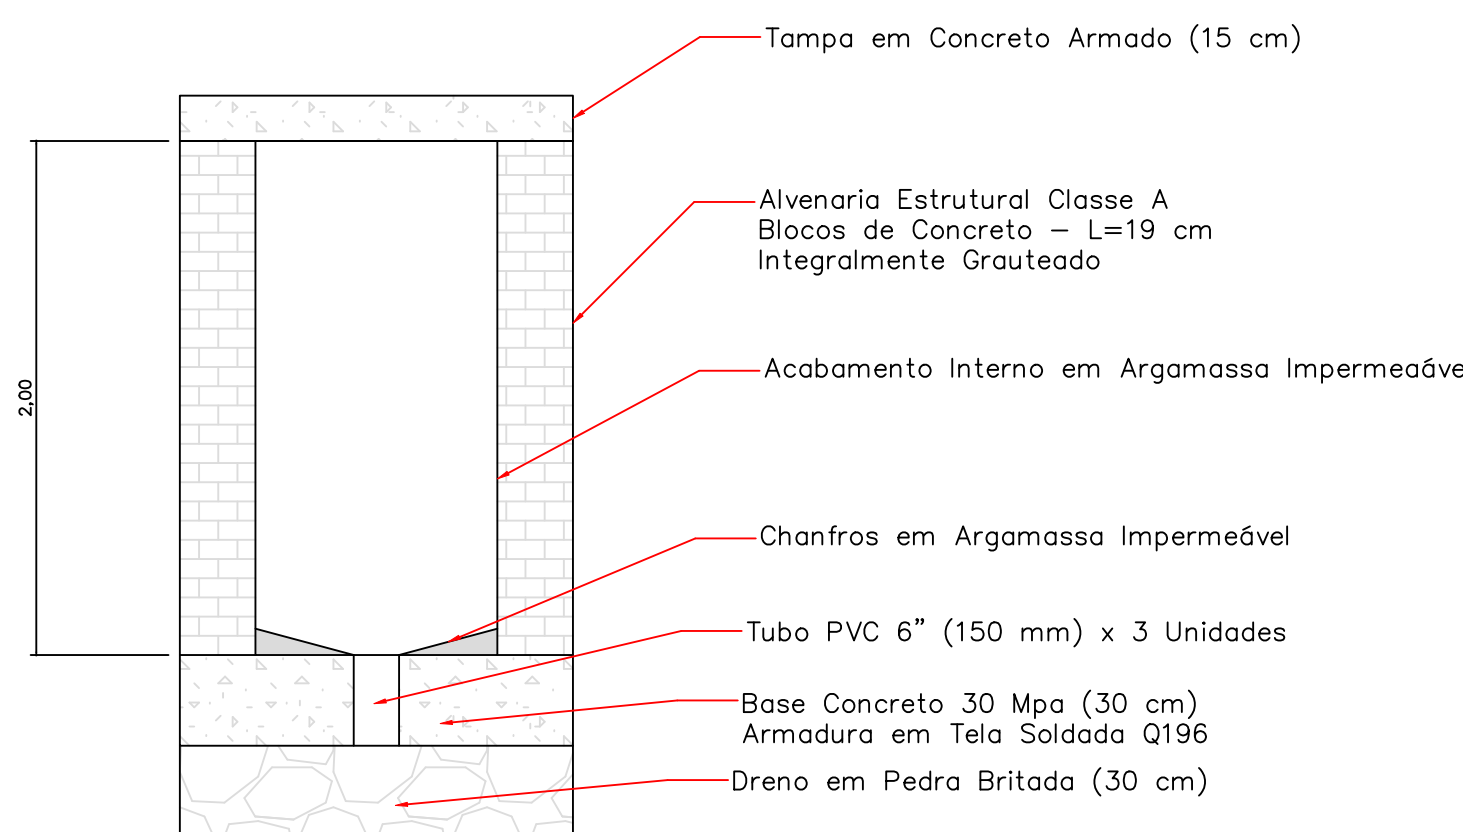 Tampa em Concreto Armado (15 cm)
Alvenaria Estrutural Classe A
Blocos de Concreto – L=19 cm
Integralmente Grauteado
2,00
Acabamento Interno em Argamassa Impermeaáve
Chanfros em Argamassa Impermeável
Tubo PVC 6” (150 mm) x 3 Unidades
Base Concreto 30 Mpa (30 cm)
Armadura em Tela Soldada Q196
Dreno em Pedra Britada (30 cm)